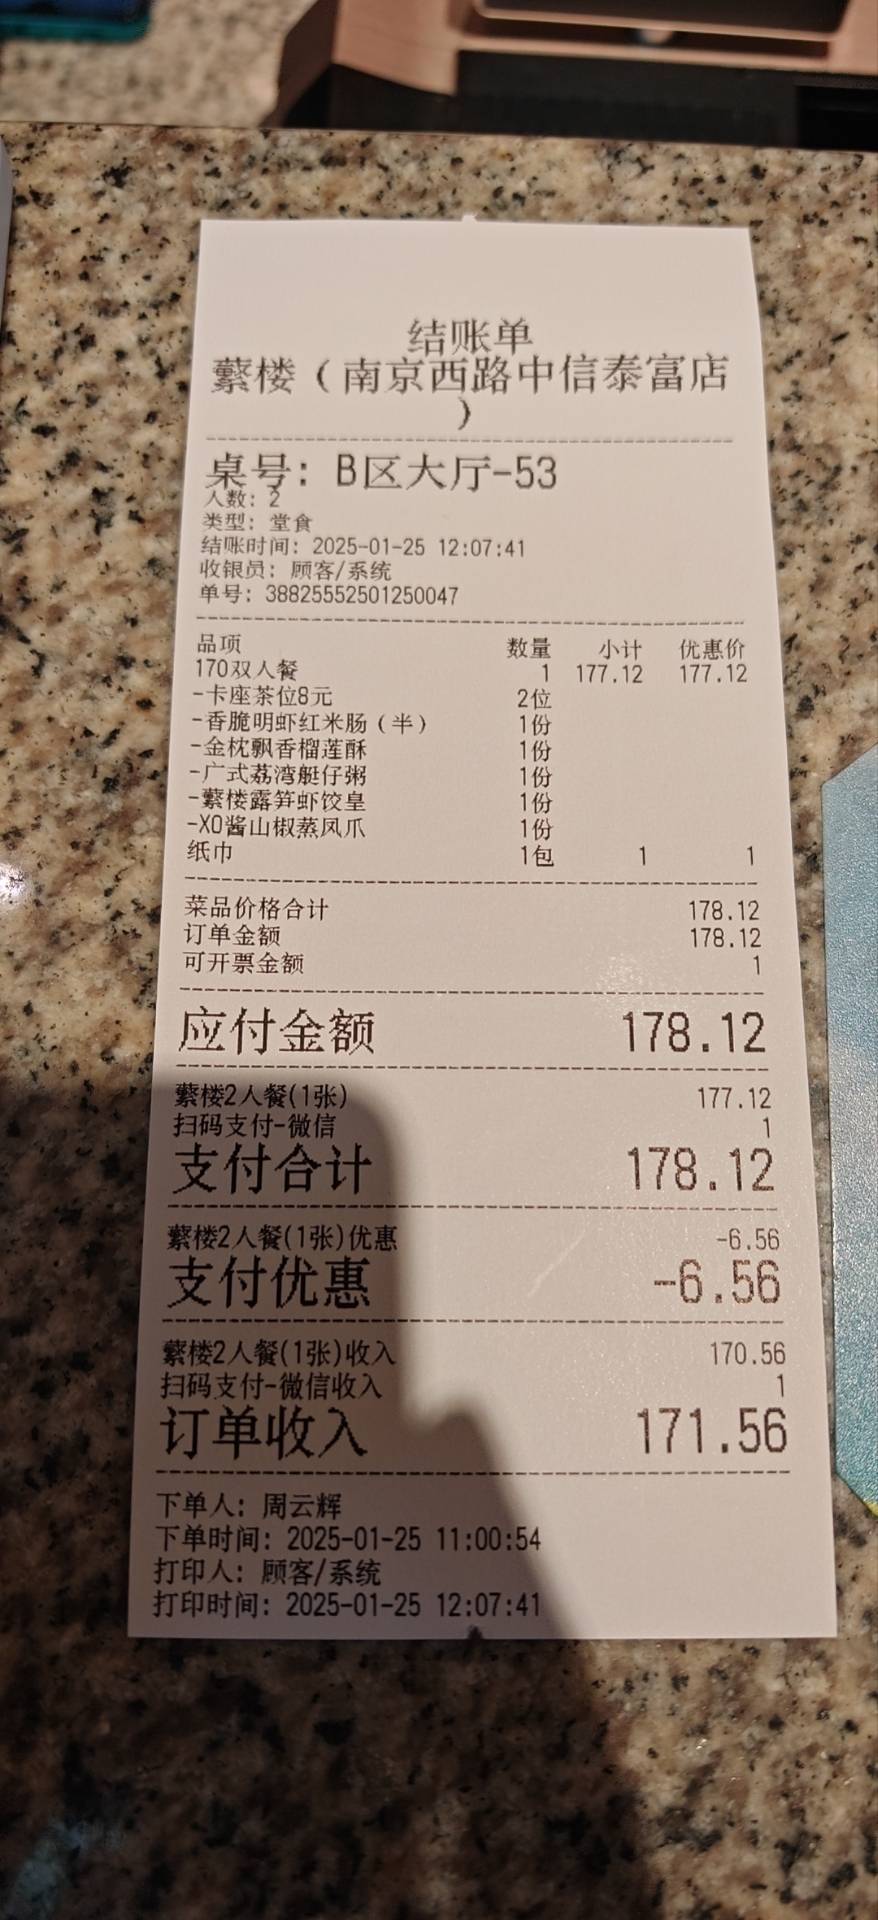 结账单
蘩楼（南京西路中信泰富店
）
桌号: B区大厅-53
人数: 2
类型: 堂食
结账时间: 2025-01-25 12:07:41
收银员: 顾客/系统
单号: 38825552501250047
品项 数量 小计 优惠价
170双人餐 1 177.12 177.12
-卡座茶位8元 2位
-香脆明虾红米肠（半） 1份
-金枕飘香榴莲酥 1份
-广式荔湾艇仔粥 1份
-蘩楼露笋虾饺皇 1份
-XO酱山椒蒸凤爪 1份
纸巾 1包 1 1
菜品价格合计 178.12
订单金额 178.12
可开票金额 1
应付金额 178.12
蘩楼2人餐(1张) 177.12
扫码支付-微信 1
支付合计 178.12
蘩楼2人餐(1张)优惠 -6.56
支付优惠 -6.56
蘩楼2人餐(1张)收入 170.56
扫码支付-微信收入 1
订单收入 171.56
下单人: 周云辉
下单时间: 2025-01-25 11:00:54
打印人: 顾客/系统
打印时间: 2025-01-25 12:07:41